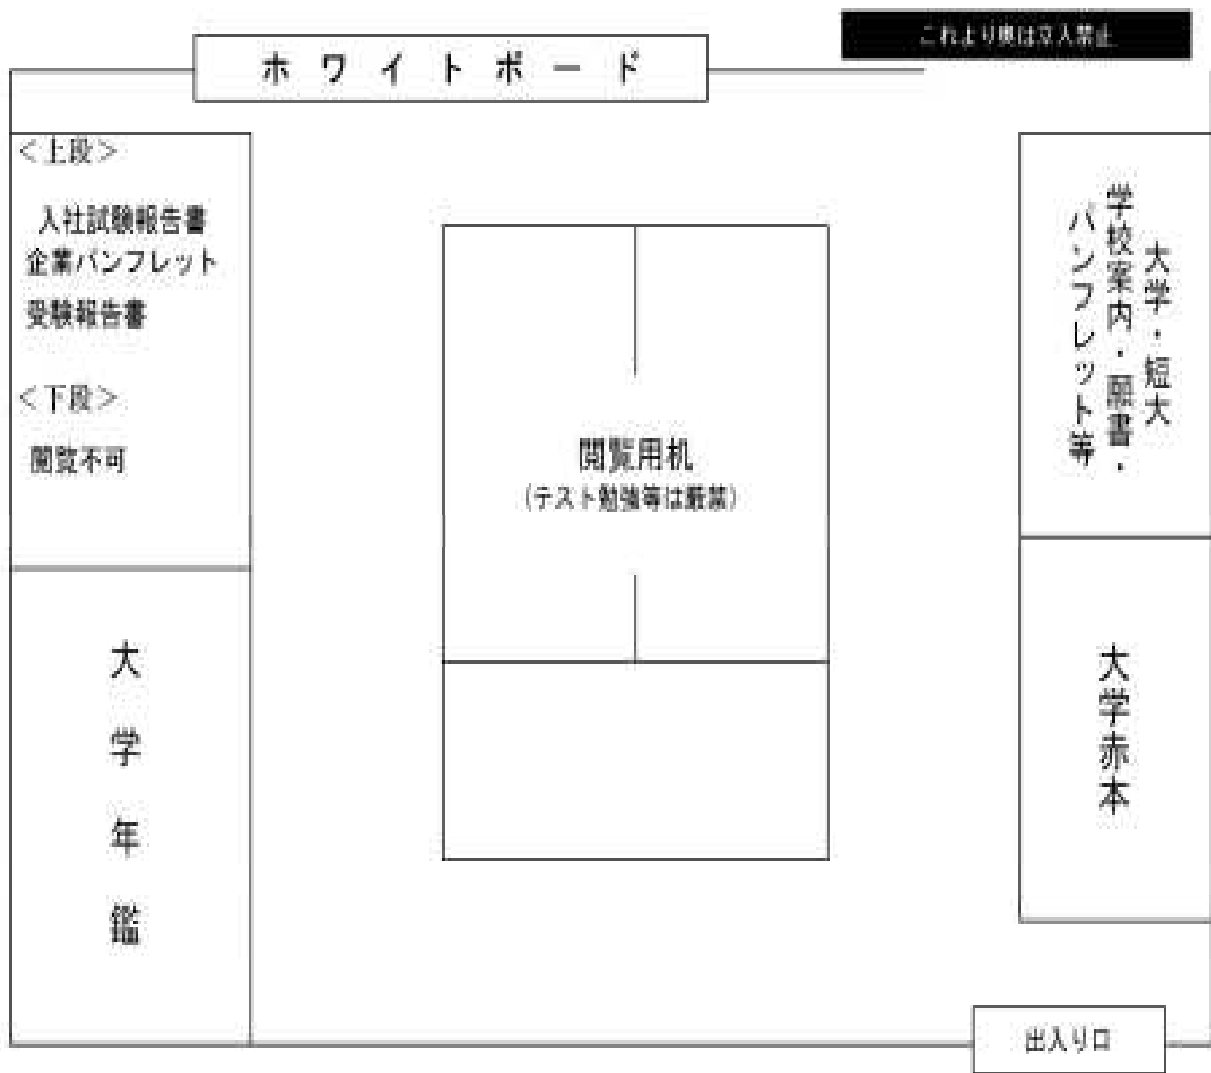 これより奥は立入禁止
ホワイトボード
<上段>
入社試験報告書
企業パンフレット
受験報告書
<下段>
閲覧不可
大学年鑑
閲覧用机
(テスト勉強等は厳禁)
大学・短大
学校案内・願書・
パンフレット等
大学赤本
出入り口